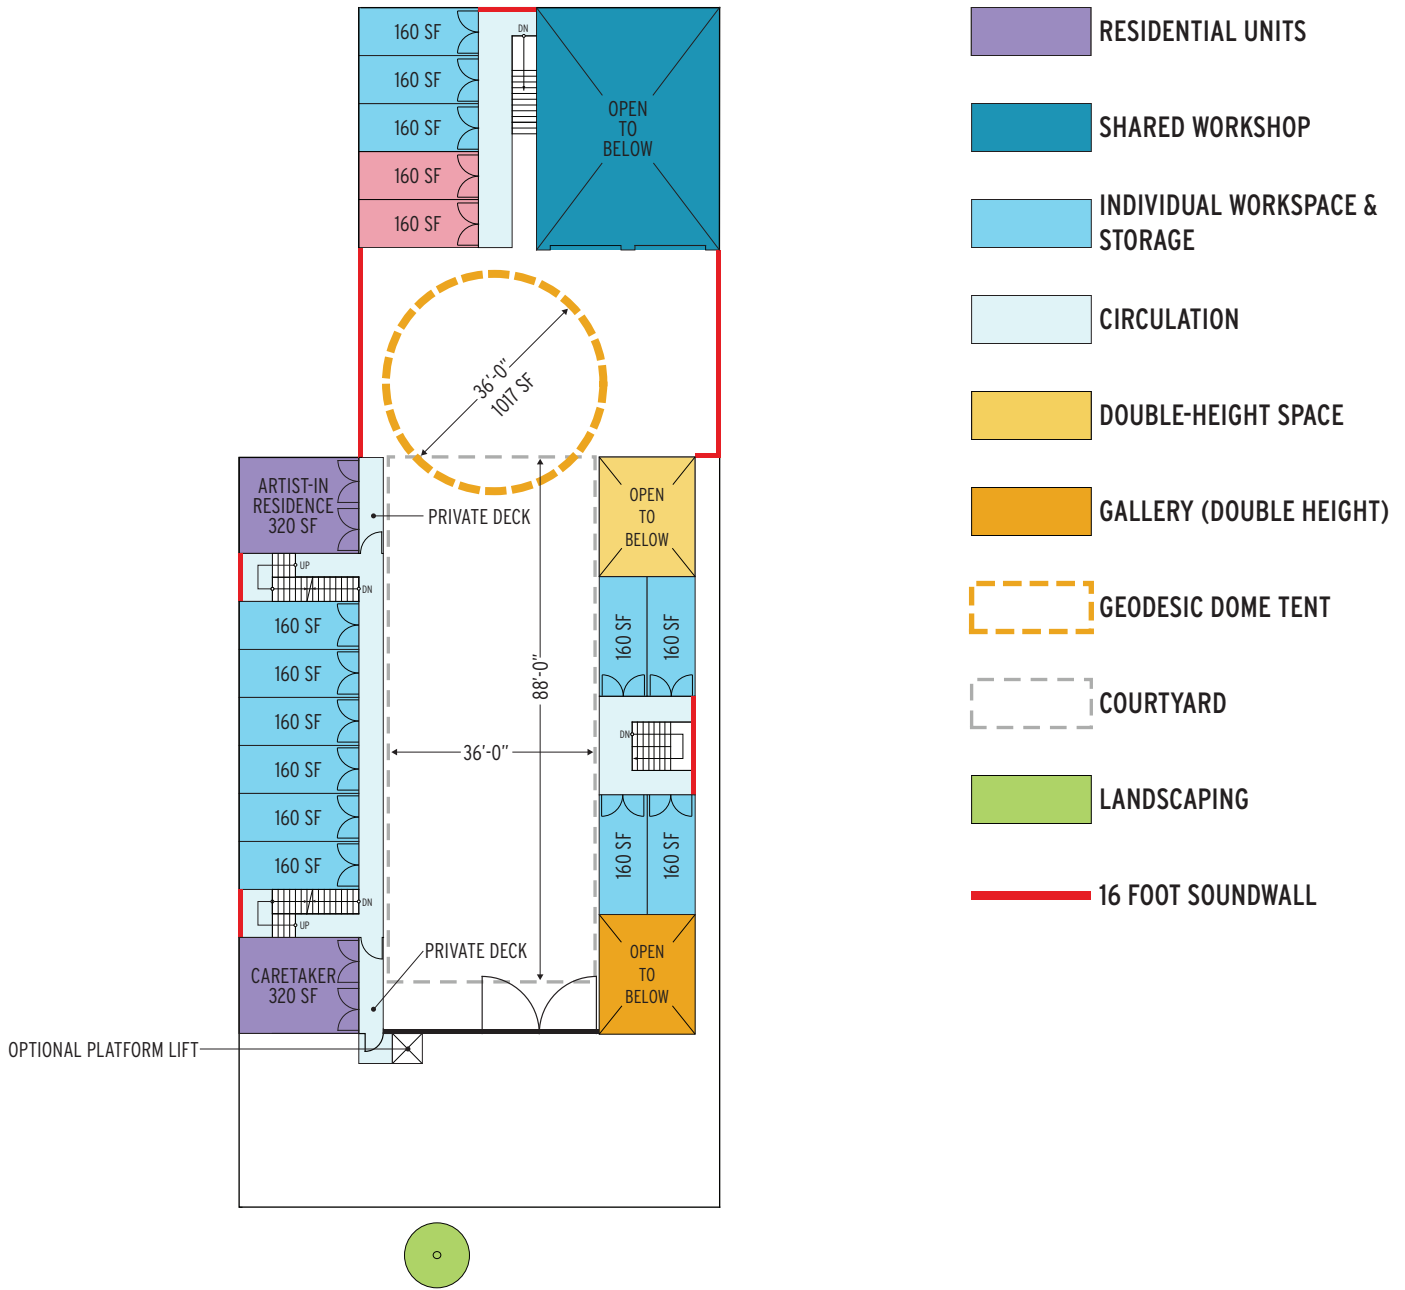 160 SF
160 SF
160 SF
160 SF
160 SF
DN
OPEN
TO
BELOW
36'-0"
1017 SF
ARTIST-IN
RESIDENCE
320 SF
PRIVATE DECK
UP
DN
160 SF
160 SF
160 SF
160 SF
160 SF
160 SF
DN
UP
CARETAKER
320 SF
PRIVATE DECK
OPTIONAL PLATFORM LIFT
88'-0"
36'-0"
OPEN
TO
BELOW
160 SF
160 SF
DN
160 SF
160 SF
OPEN
TO
BELOW
RESIDENTIAL UNITS
SHARED WORKSHOP
INDIVIDUAL WORKSPACE &
STORAGE
CIRCULATION
DOUBLE-HEIGHT SPACE
GALLERY (DOUBLE HEIGHT)
GEODESIC DOME TENT
COURTYARD
LANDSCAPING
16 FOOT SOUNDWALL